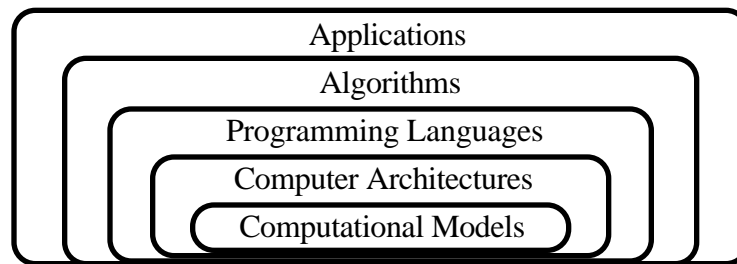 Applications
Algorithms
Programming Languages
Computer Architectures
Computational Models